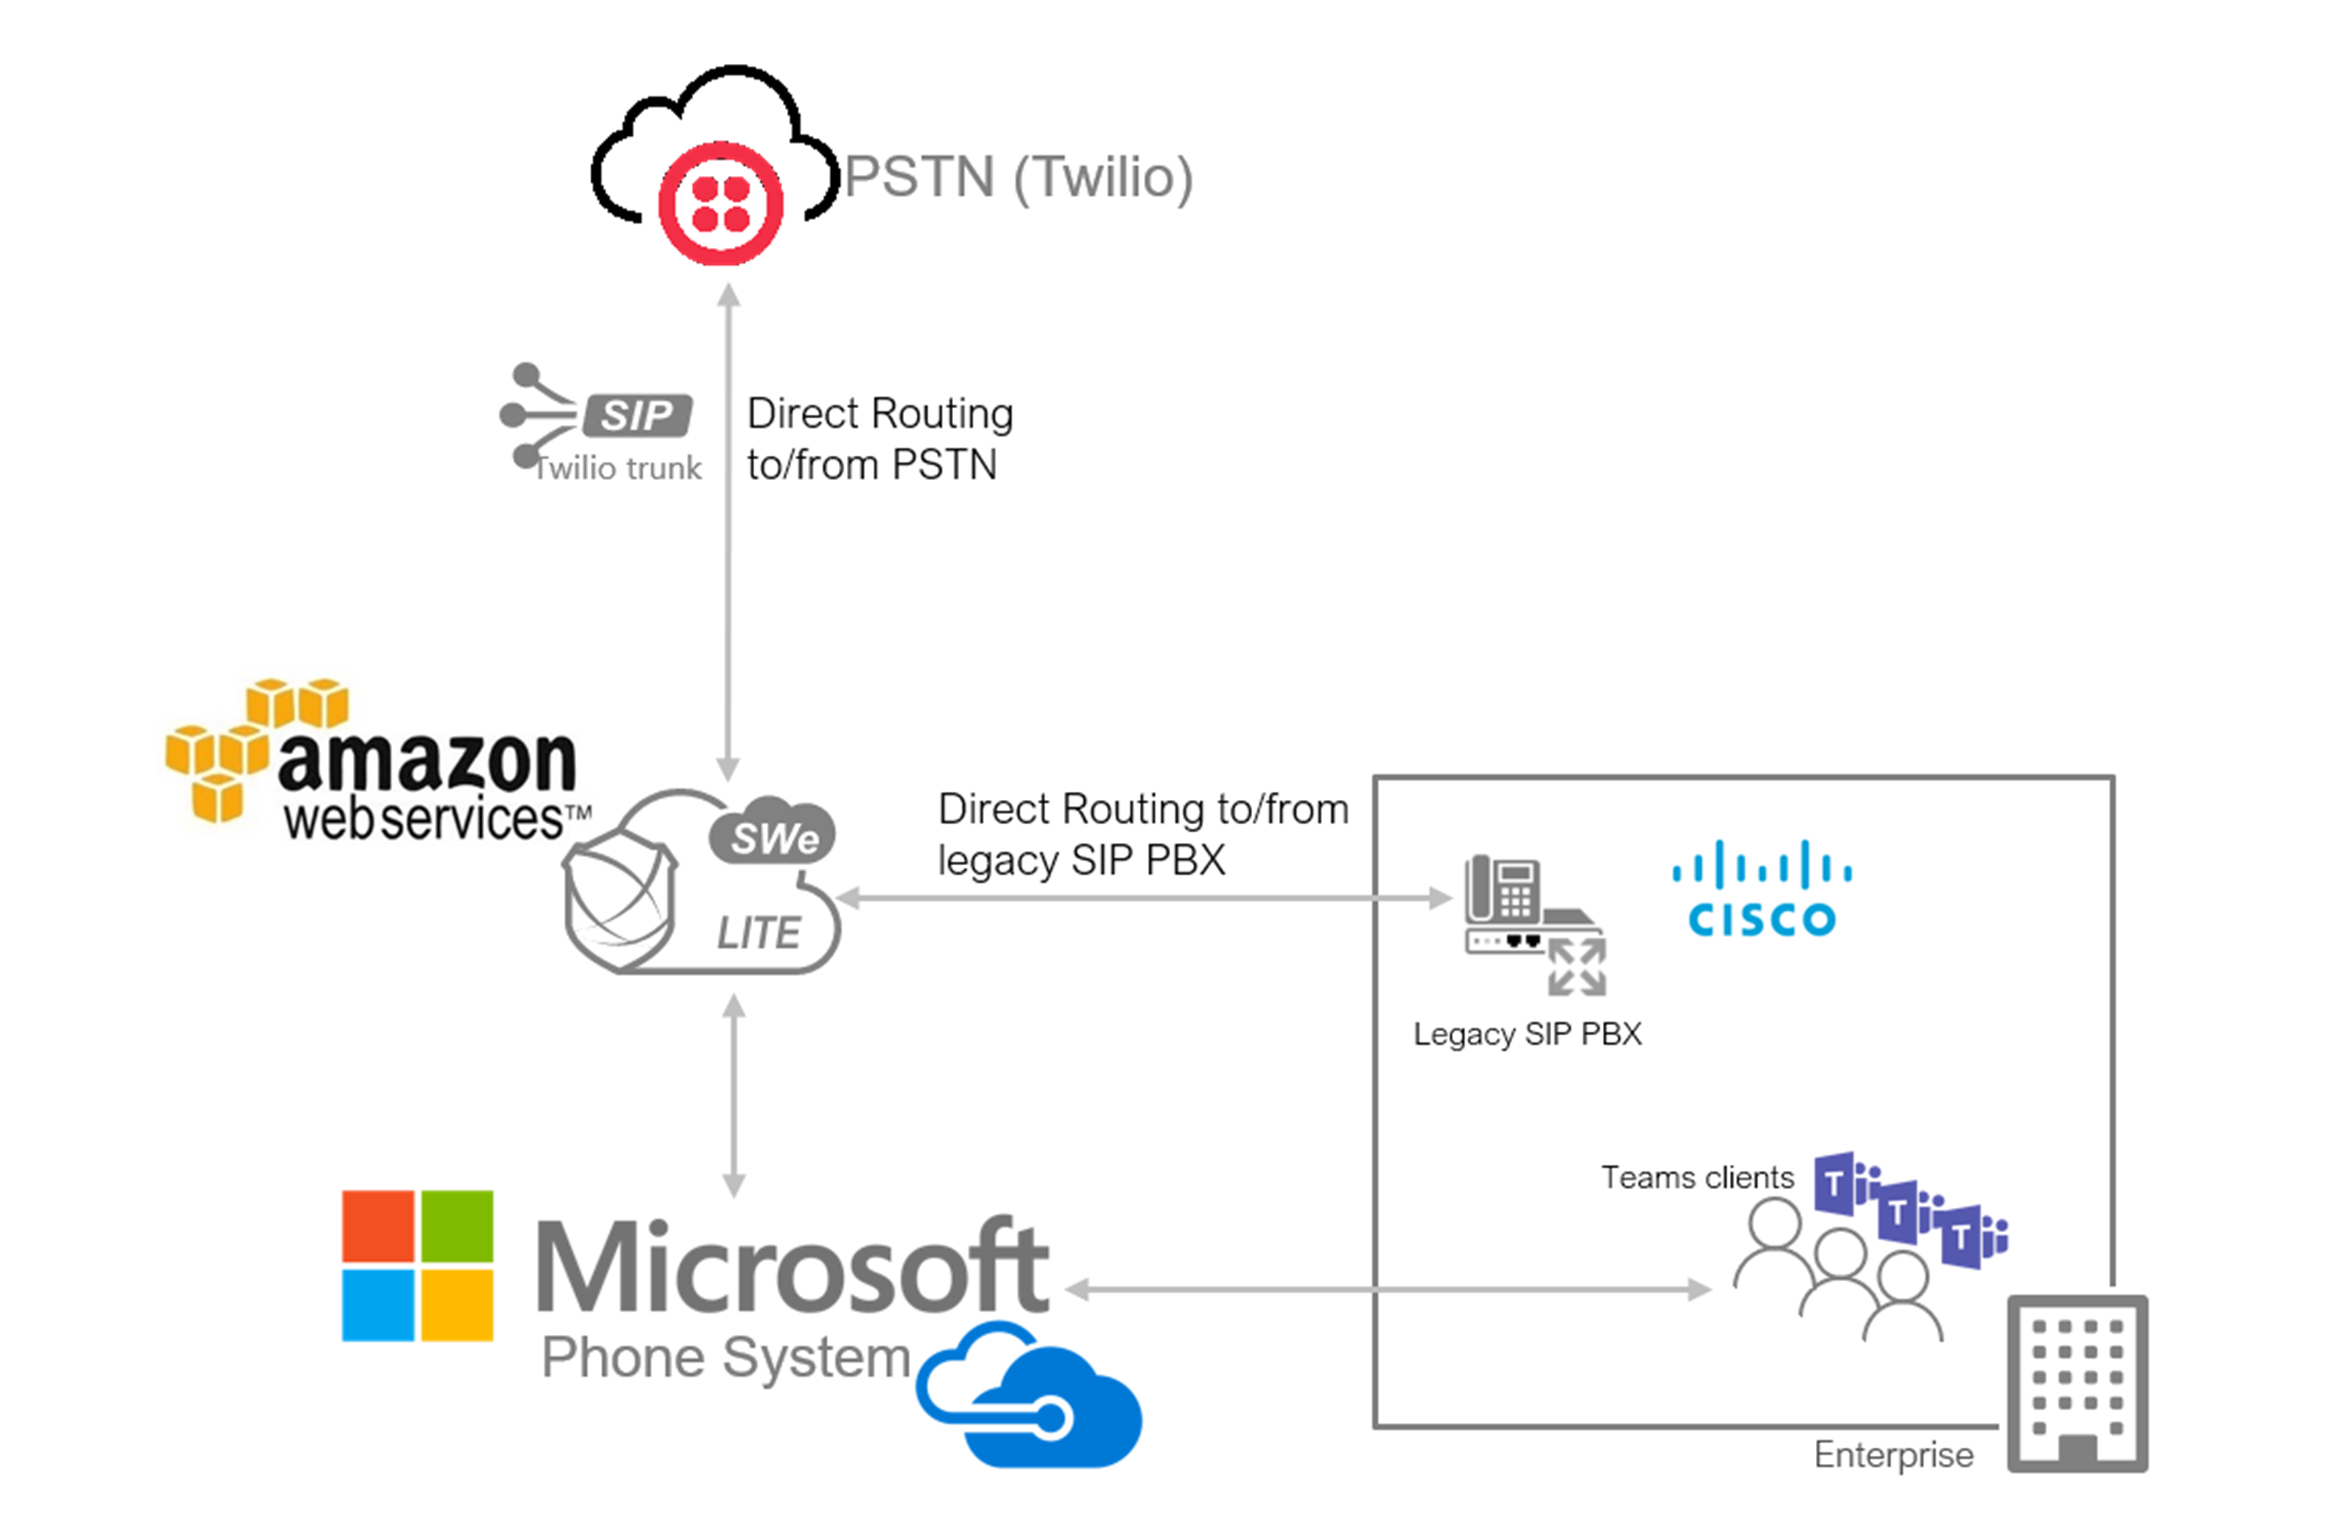 PSTN (Twilio)
SIP
Twilio trunk
Direct Routing
to/from PSTN
amazon
webservices™
SWe
LITE
Direct Routing to/from
legacy SIP PBX
CISCO
Legacy SIP PBX
Teams clients
T
T
T
Microsoft
Phone System
Enterprise